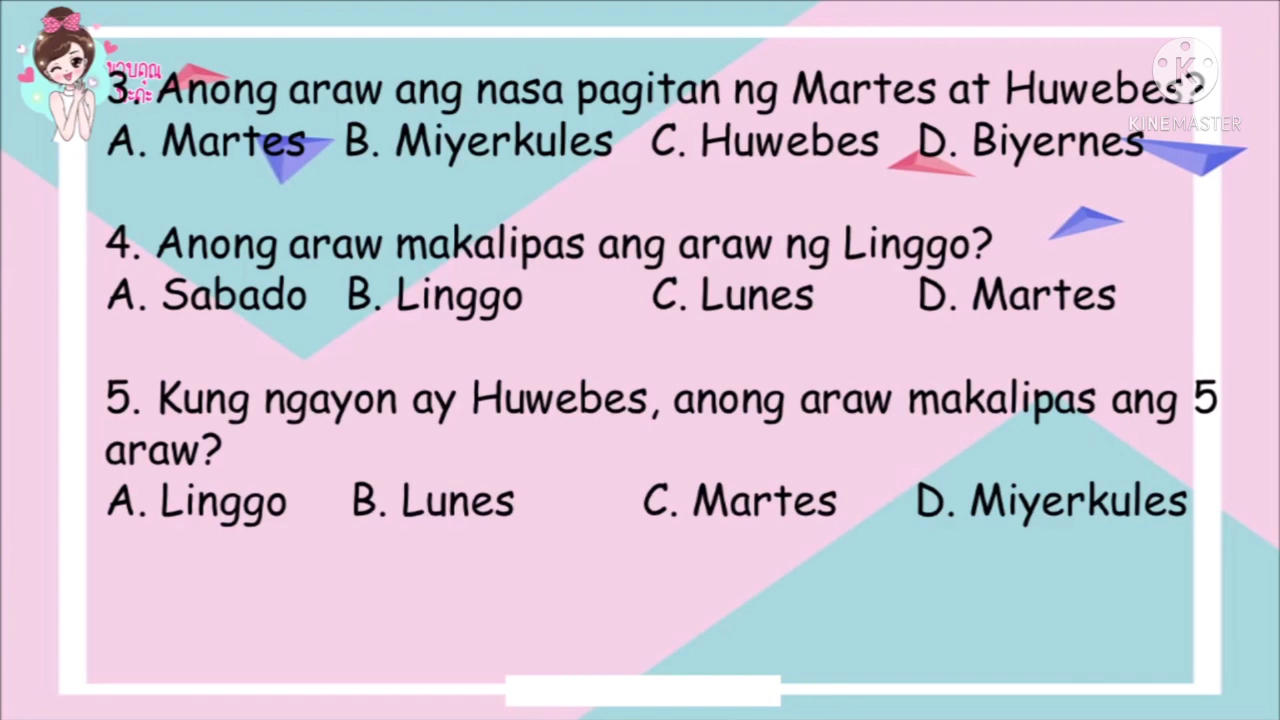 3. Anong araw ang nasa pagitan ng Martes at Huwebes?
A. Martes B. Miyerkules C. Huwebes D. Biyernes
4. Anong araw makalipas ang araw ng Linggo?
A. Sabado B. Linggo C. Lunes D. Martes
5. Kung ngayon ay Huwebes, anong araw makalipas ang 5
araw?
A. Linggo B. Lunes C. Martes D. Miyerkules
K
KINEMASTER